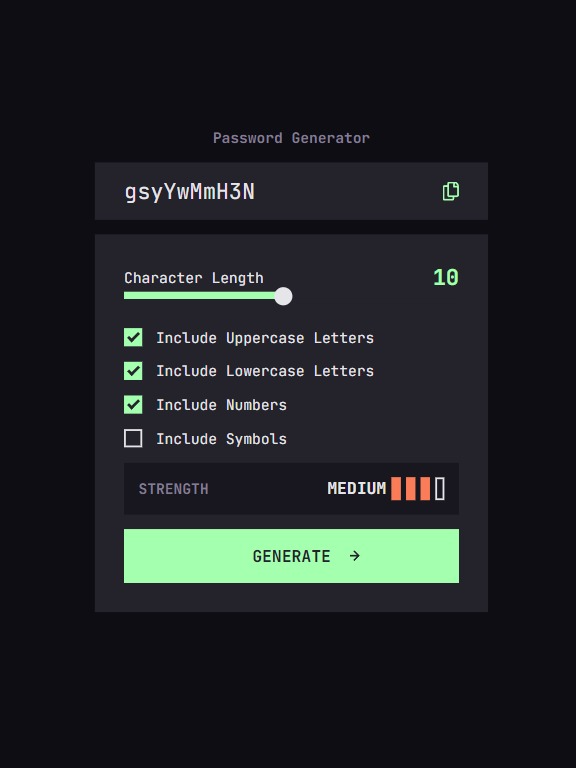 Password Generator
gsyYwMmH3N
Character Length 10
Include Uppercase Letters
Include Lowercase Letters
Include Numbers
Include Symbols
STRENGTH MEDIUM
GENERATE →